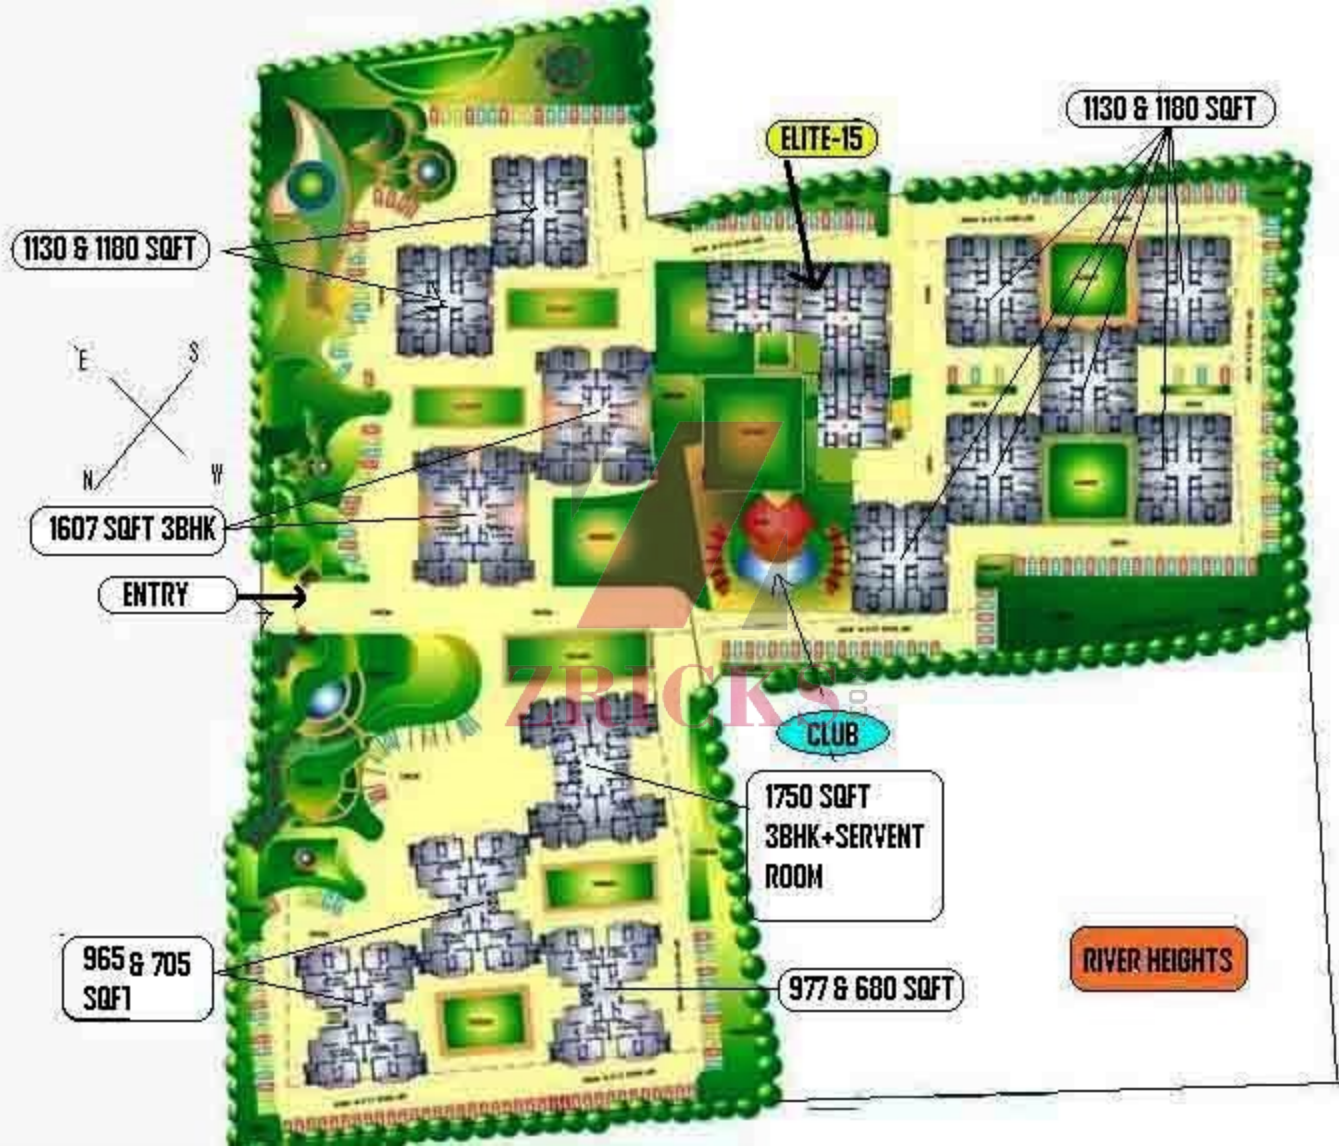 ELITE-15
1130 & 1180 SQFT
1130 & 1180 SQFT
E
S
N
W
1607 SQFT 3BHK
ENTRY
ZRICKS
.COM
CLUB
1750 SQFT
3BHK+SERVENT
ROOM
965 & 705
SQFT
977 & 680 SQFT
RIVER HEIGHTS